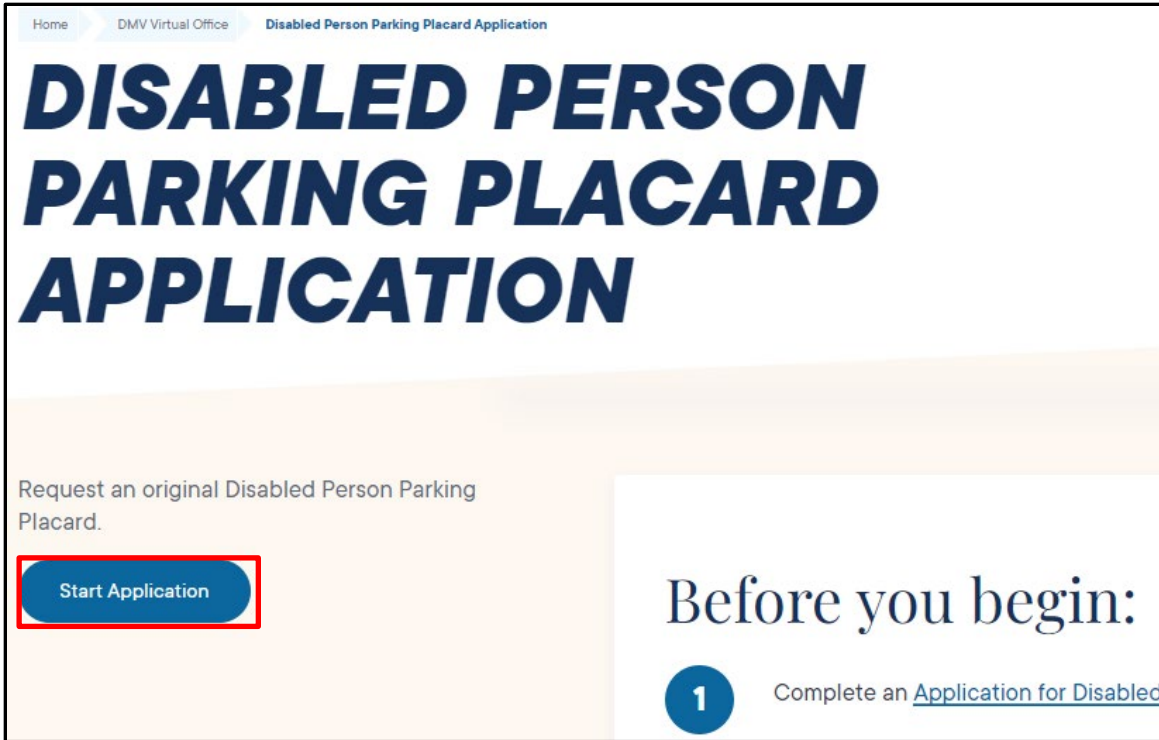 Home DMV Virtual Office Disabled Person Parking Placard Application
DISABLED PERSON
PARKING PLACARD
APPLICATION
Request an original Disabled Person Parking
Placard.
Start Application
Before you begin:
1 Complete an Application for Disabled